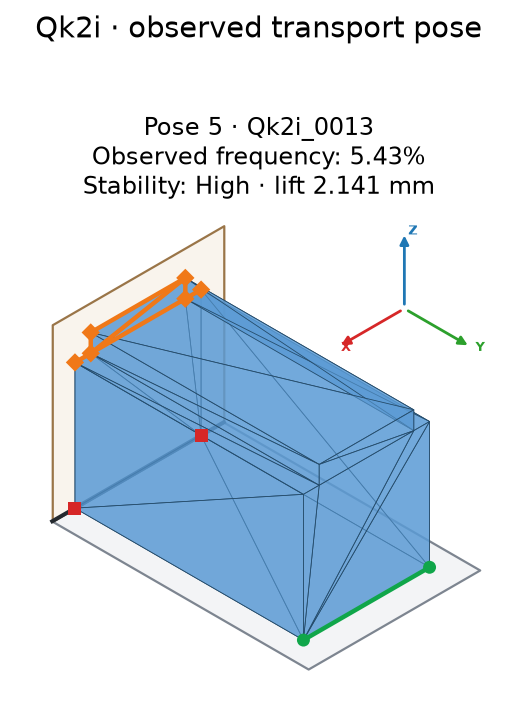 Qk2i · observed transport pose
Pose 5 · Qk2i_0013
Observed frequency: 5.43%
Stability: High · lift 2.141 mm
Z
X
Y